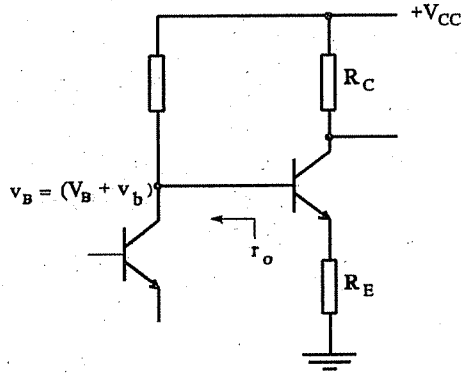 +V_CC
R_C
v_B = (V_B + v_b)
r_o
R_E